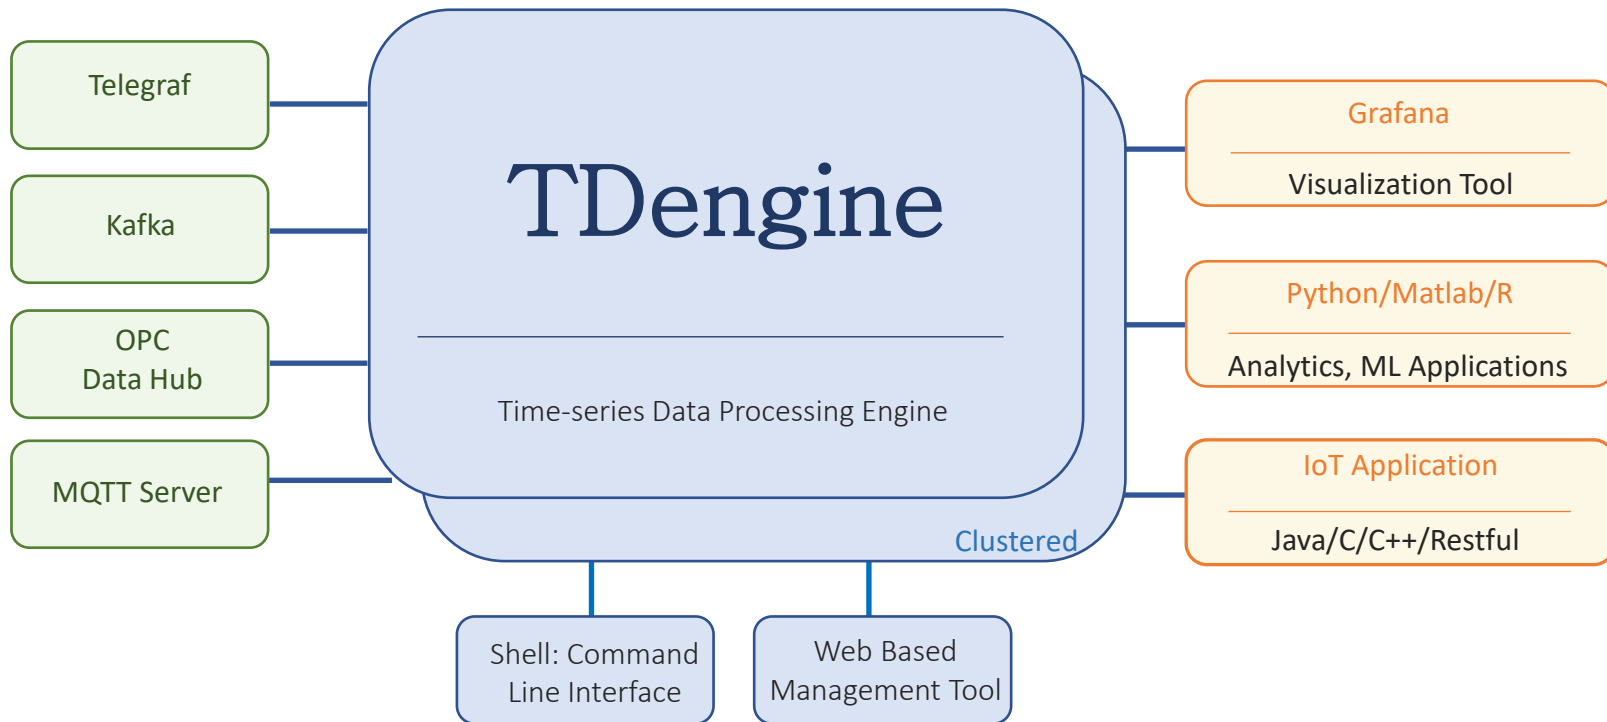 Telegraf
Kafka
OPC
Data Hub
MQTT Server
TDengine
Time-series Data Processing Engine
Clustered
Shell: Command
Line Interface
Web Based
Management Tool
Grafana
Visualization Tool
Python/Matlab/R
Analytics, ML Applications
IoT Application
Java/C/C++/Restful